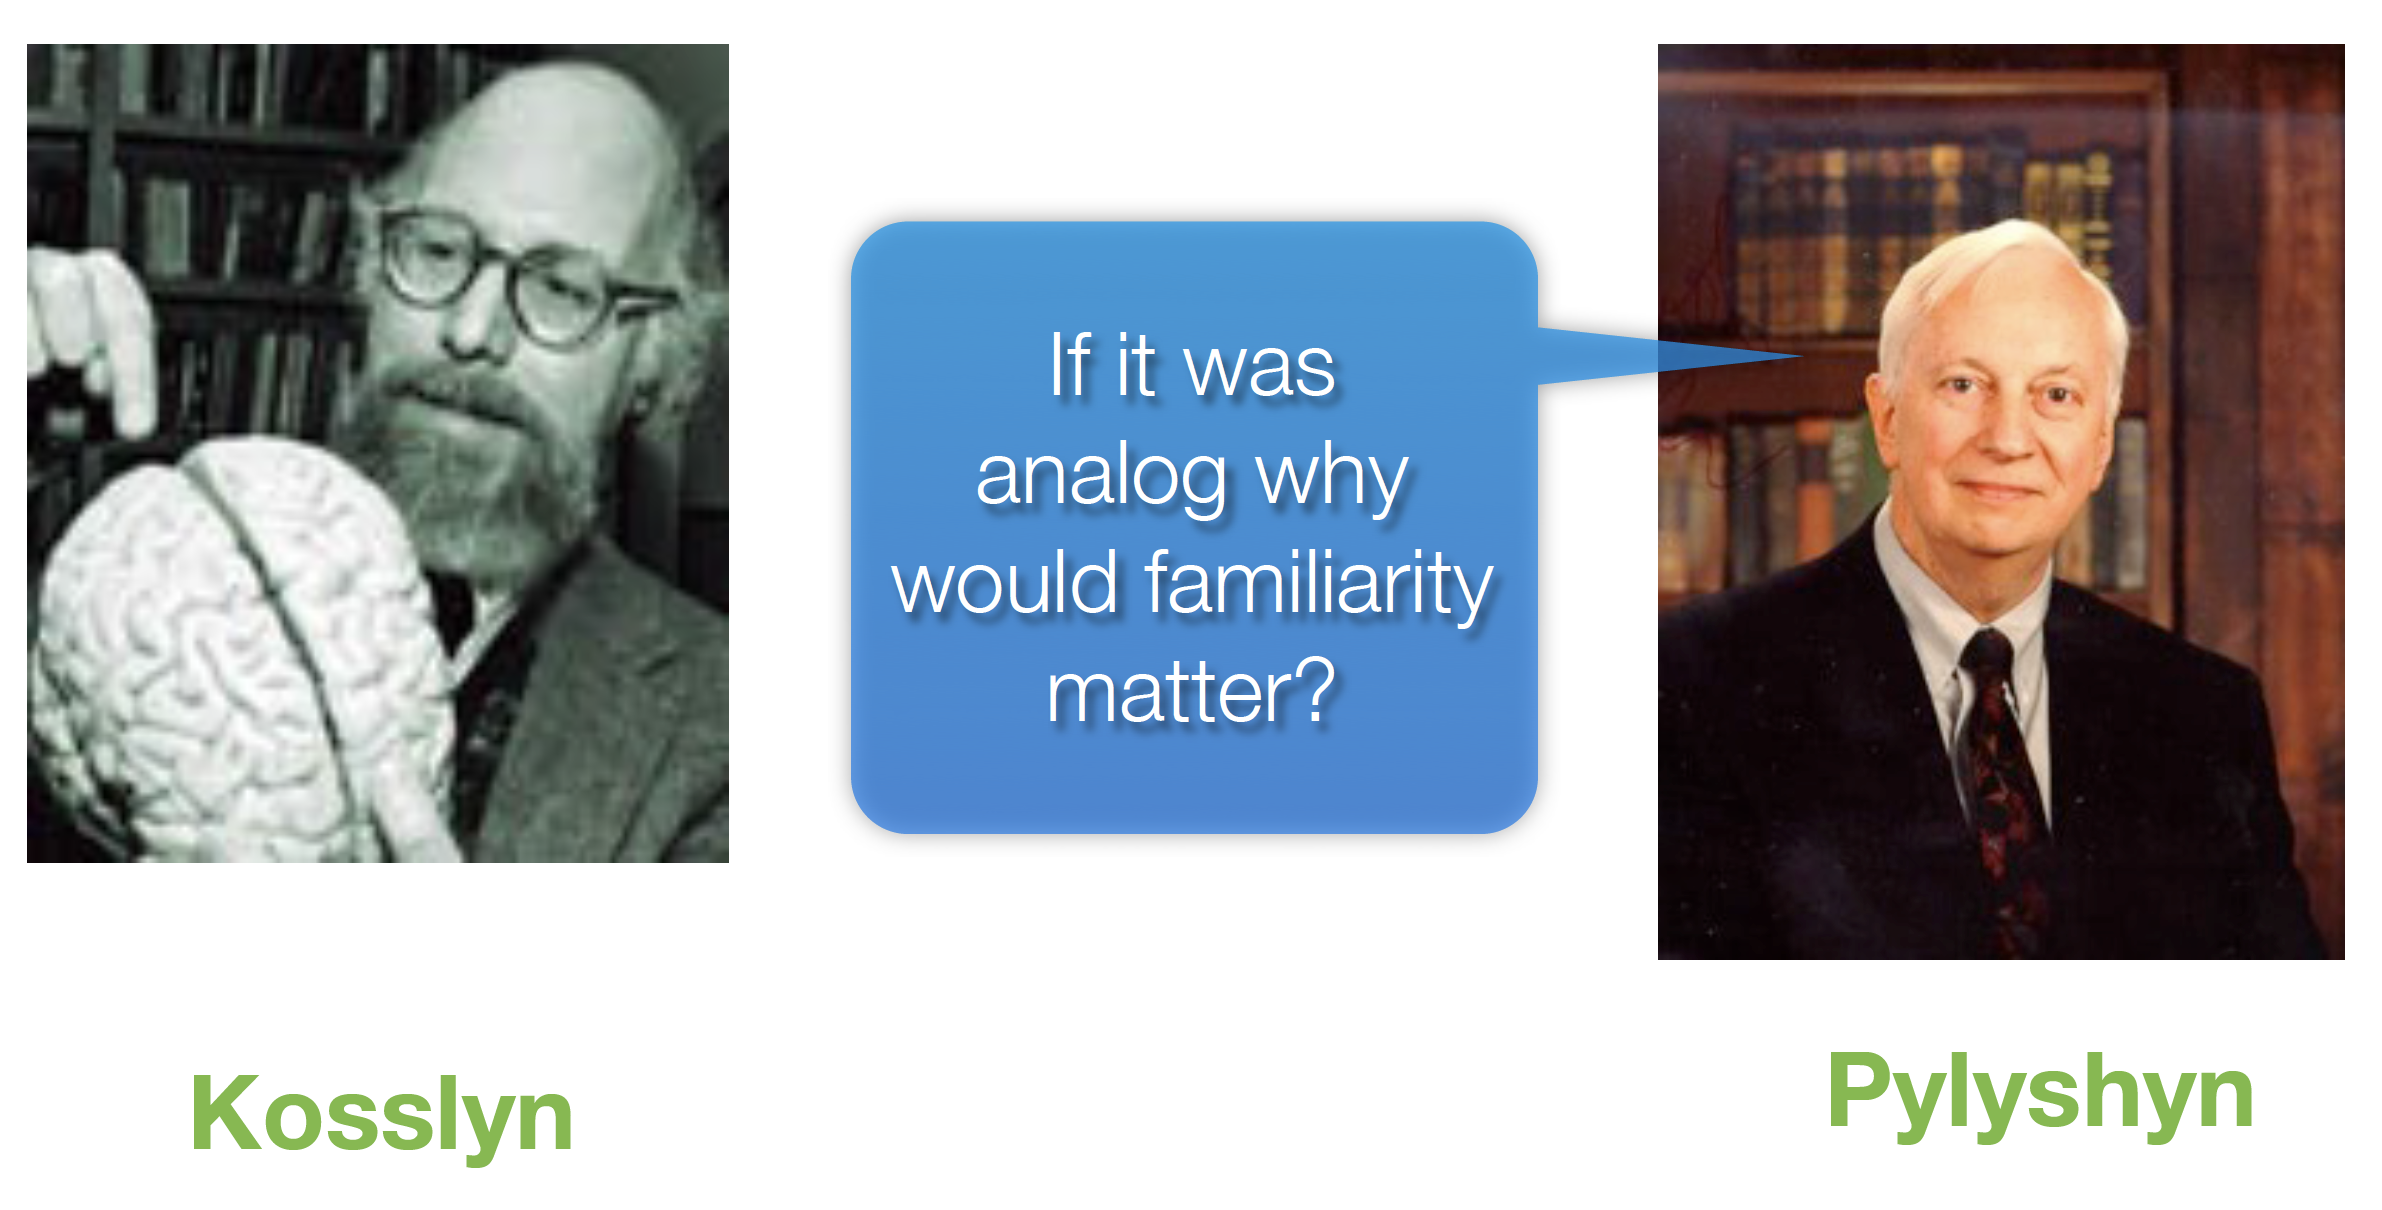 If it was
analog why
would familiarity
matter?
Kosslyn
Pylyshyn